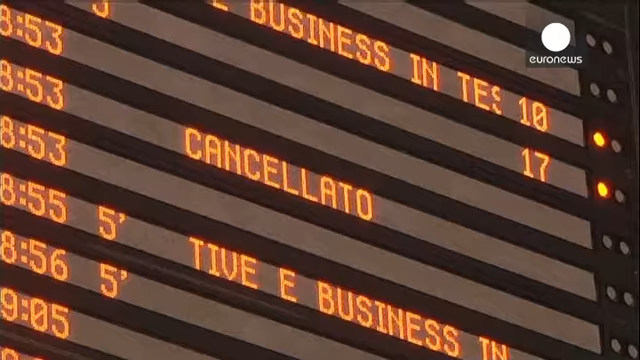 5' E BUSINESS IN TES 10
8:53 17
8:53 CANCELLATO
8:53
8:55 5' TIVE E BUSINESS IN
8:56 5'
9:05
euronews